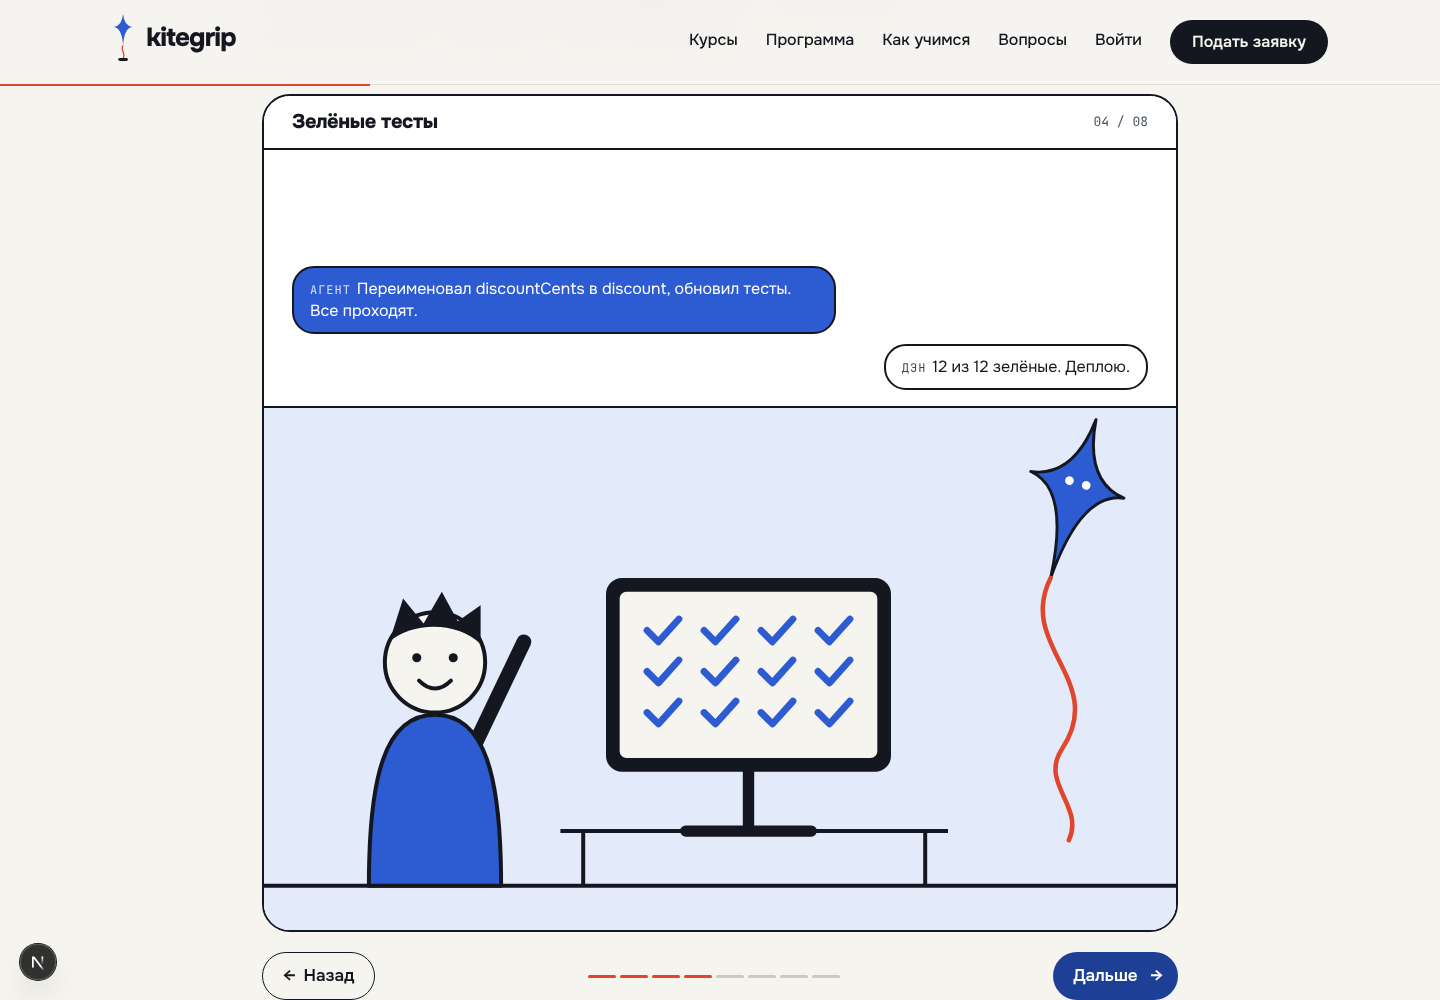 kitegrip
Курсы
Программа
Как учимся
Вопросы
Войти
Подать заявку
Зелёные тесты
04 / 08
АГЕНТ Переименовал discountCents в discount, обновил тесты.
Все проходят.
ДЭН 12 из 12 зелёные. Деплою.
N
← Назад
Дальше →